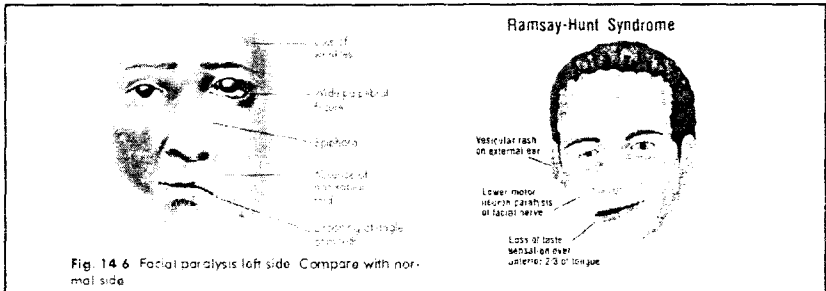 Loss of
wrinkles
Wide palpebral
fissure
Epiphora
Absence of
nasolabial
fold
Drooping of angle
of mouth
Fig. 14 6 Facial paralysis left side Compare with nor-
mal side
Ramsay-Hunt Syndrome
Vesicular rash
on external ear
Lower motor
neuron paralysis
of facial nerve
Loss of taste
sensation over
anterior 2/3 of tongue